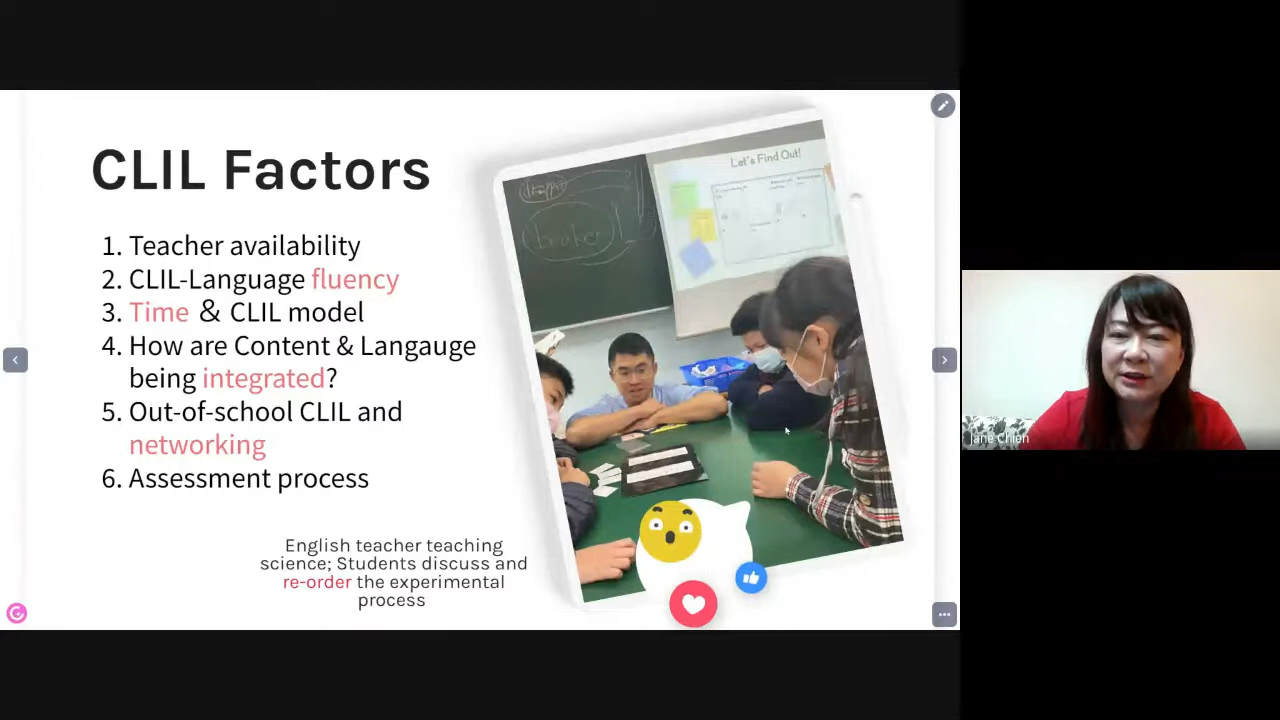 CLIL Factors
1. Teacher availability
2. CLIL-Language fluency
3. Time & CLIL model
4. How are Content & Langauge
being integrated?
5. Out-of-school CLIL and
networking
6. Assessment process
English teacher teaching
science; Students discuss and
re-order the experimental
process
Let's Find Out!
Jane Chien